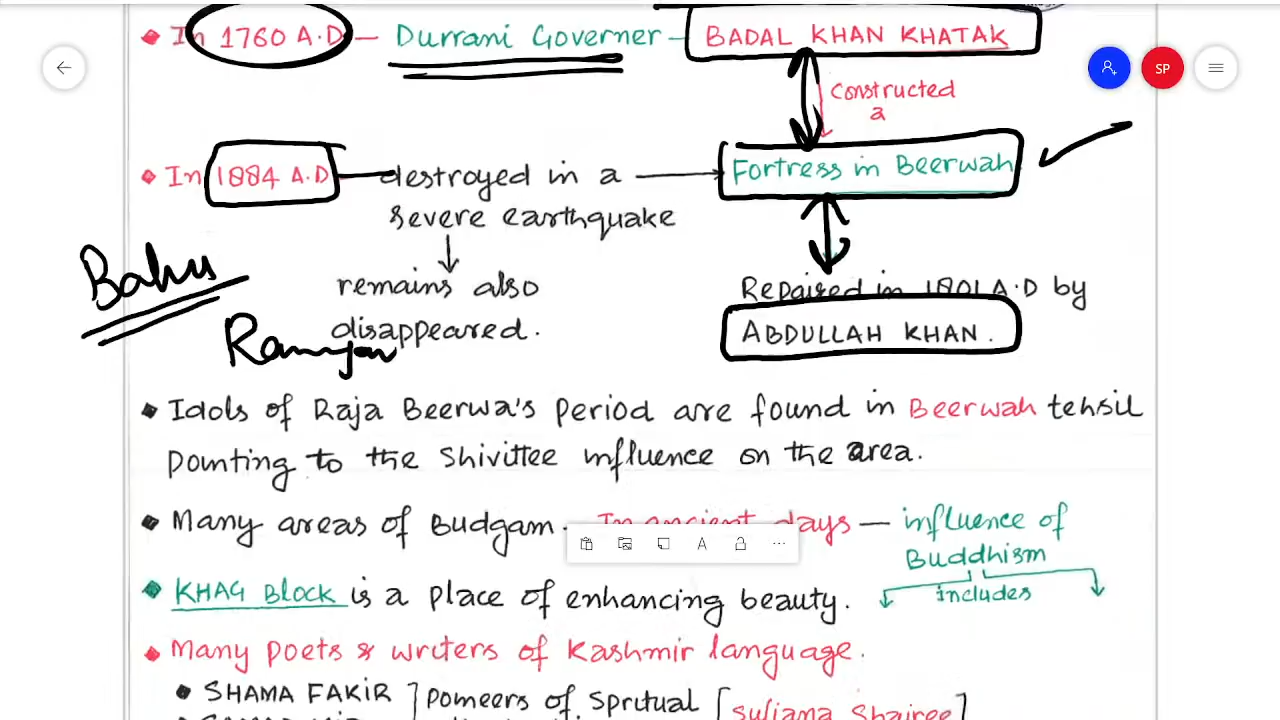 In 1760 A.D — Durrani Governer — BADAL KHAN KHATAK
SP
constructed
a
In 1884 A.D — destroyed in a → Fortress in Beerwah
severe earthquake
Bahu
remains also
Repaired in 1801 A.D by
disappeared.
ABDULLAH KHAN.
Idols of Raja Beerwa's period are found in Beerwah tehsil
pointing to the Shivittee influence on the area.
Many areas of Budgam - In ancient days — influence of
Buddhism
includes
KHAG Block is a place of enhancing beauty.
Many poets & writers of Kashmir language.
SHAMA FAKIR ] pomeers of Spritual [
Sufiana Shairee ]